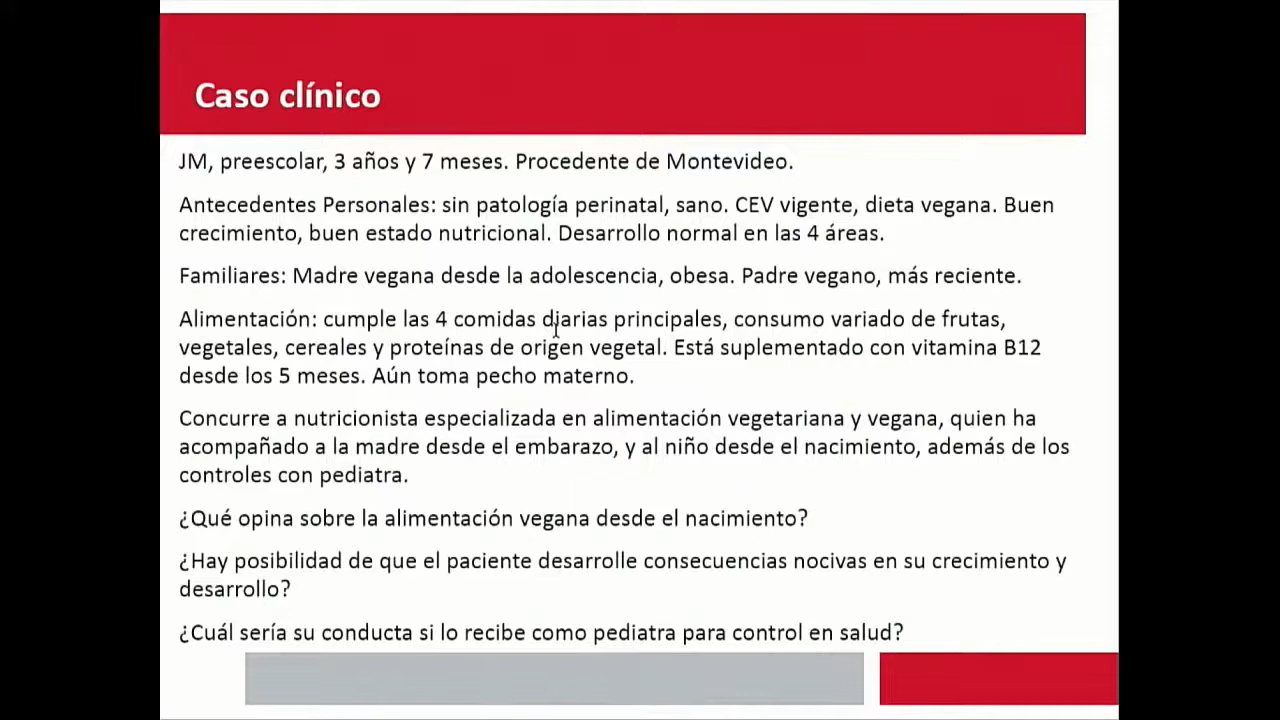 Caso clínico
JM, preescolar, 3 años y 7 meses. Procedente de Montevideo.
Antecedentes Personales: sin patología perinatal, sano. CEV vigente, dieta vegana. Buen
crecimiento, buen estado nutricional. Desarrollo normal en las 4 áreas.
Familiares: Madre vegana desde la adolescencia, obesa. Padre vegano, más reciente.
Alimentación: cumple las 4 comidas diarias principales, consumo variado de frutas,
vegetales, cereales y proteínas de origen vegetal. Está suplementado con vitamina B12
desde los 5 meses. Aún toma pecho materno.
Concurre a nutricionista especializada en alimentación vegetariana y vegana, quien ha
acompañado a la madre desde el embarazo, y al niño desde el nacimiento, además de los
controles con pediatra.
¿Qué opina sobre la alimentación vegana desde el nacimiento?
¿Hay posibilidad de que el paciente desarrolle consecuencias nocivas en su crecimiento y
desarrollo?
¿Cuál sería su conducta si lo recibe como pediatra para control en salud?